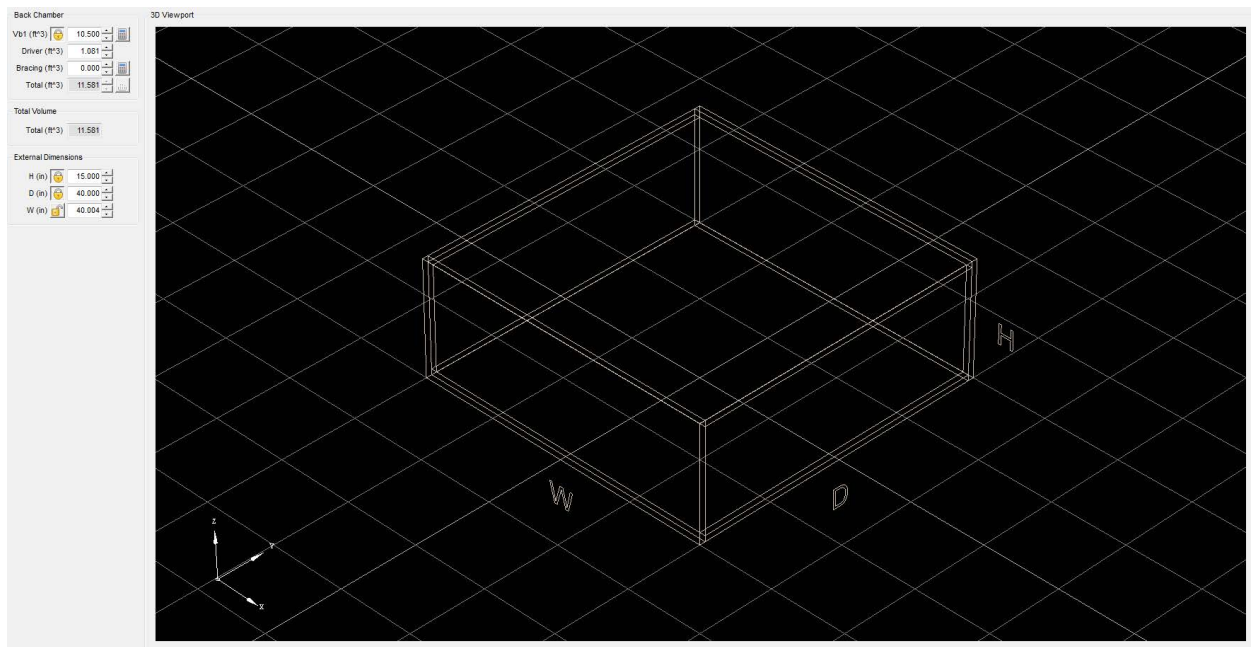 Back Chamber
Vb1 (ft^3) 10.500
Driver (ft^3) 1.081
Bracing (ft^3) 0.000
Total (ft^3) 11.581
Total Volume
Total (ft^3) 11.581
External Dimensions
H (in) 15.000
D (in) 40.000
W (in) 40.004
3D Viewport
H
W
D
Z
Y
X